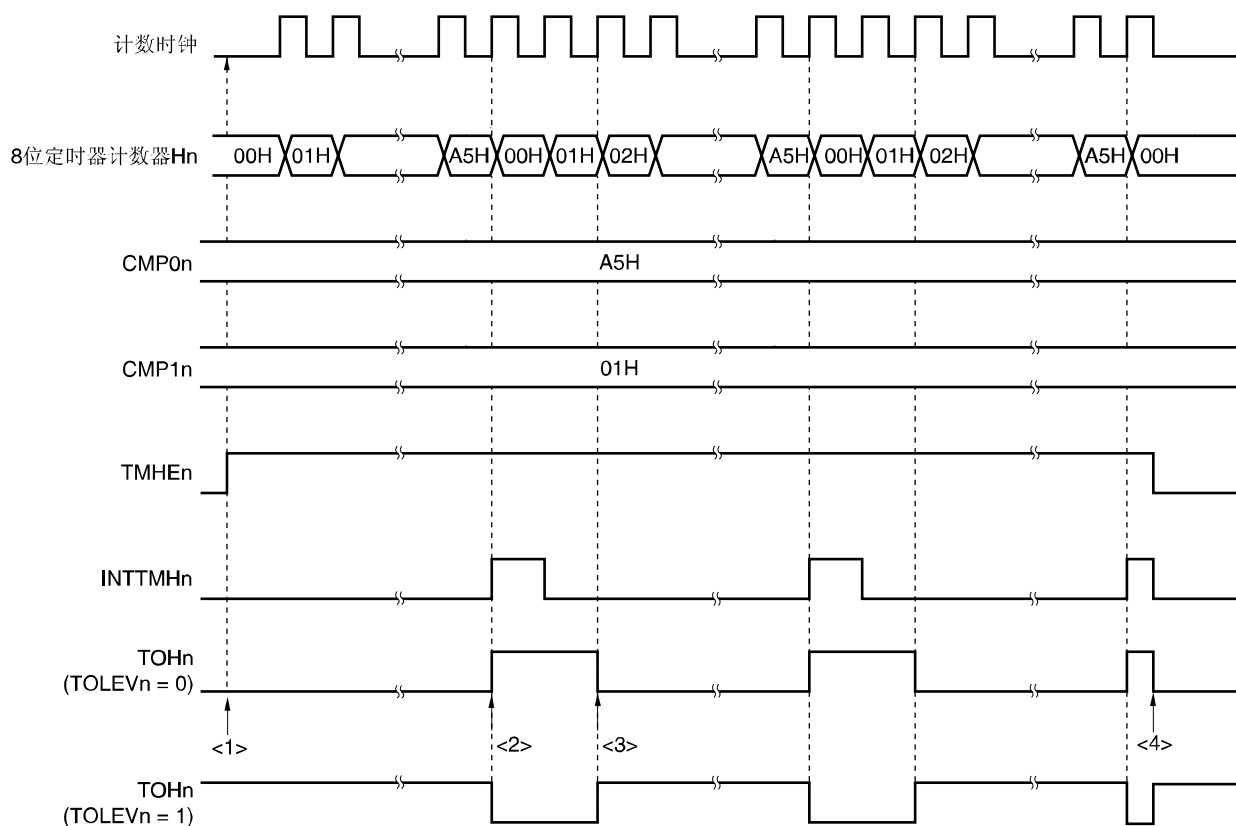 计数时钟
8位定时器计数器Hn
00H 01H A5H 00H 01H 02H A5H 00H 01H 02H A5H 00H
CMP0n
A5H
CMP1n
01H
TMHEn
INTTMHn
TOHn
(TOLEVn = 0)
<1> <2> <3> <4>
TOHn
(TOLEVn = 1)